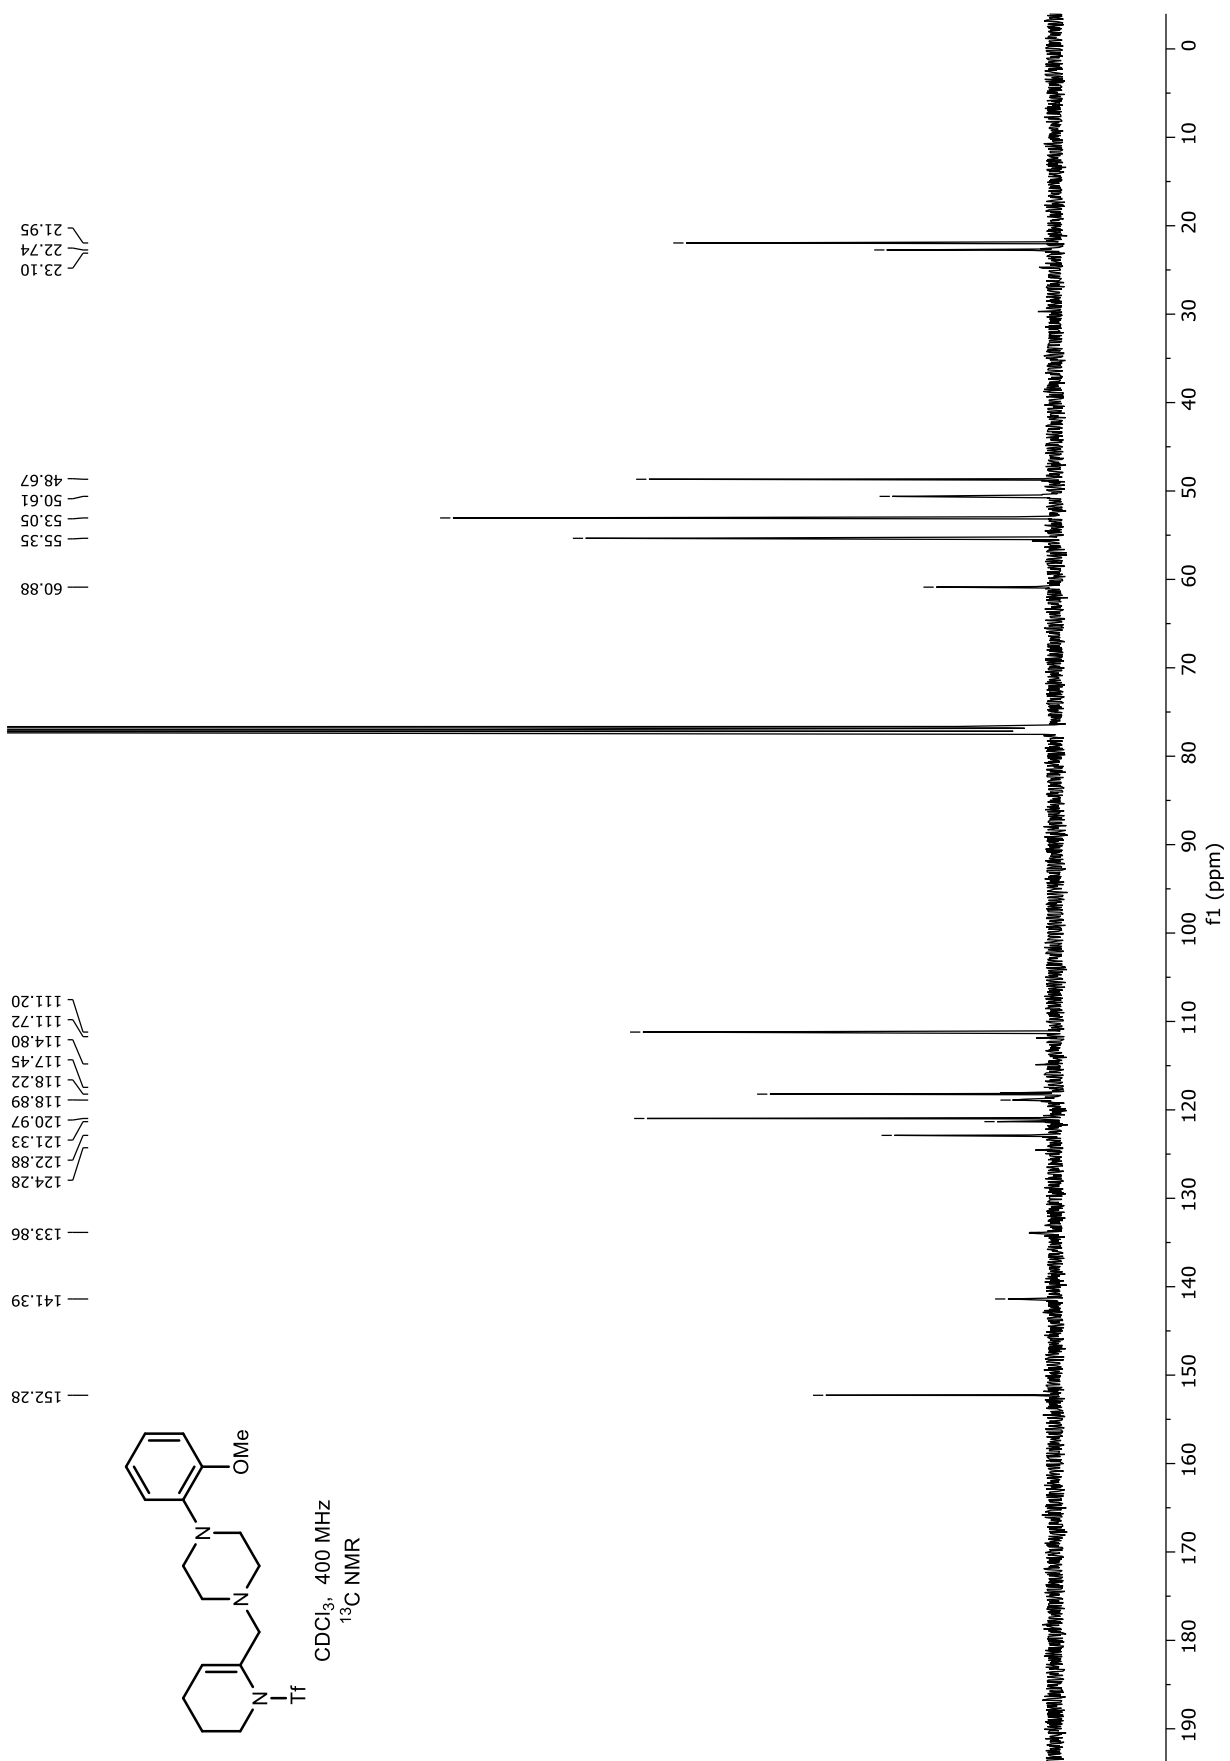 152.28
141.39
133.86
124.28
122.88
121.33
120.97
118.89
118.22
117.45
114.80
111.72
111.20
60.88
55.35
53.05
50.61
48.67
23.10
22.74
21.95
OMe
N
N
N
Tf
CDCl₃, 400 MHz
¹³C NMR
190 180 170 160 150 140 130 120 110 100 90 80 70 60 50 40 30 20 10 0
f1 (ppm)